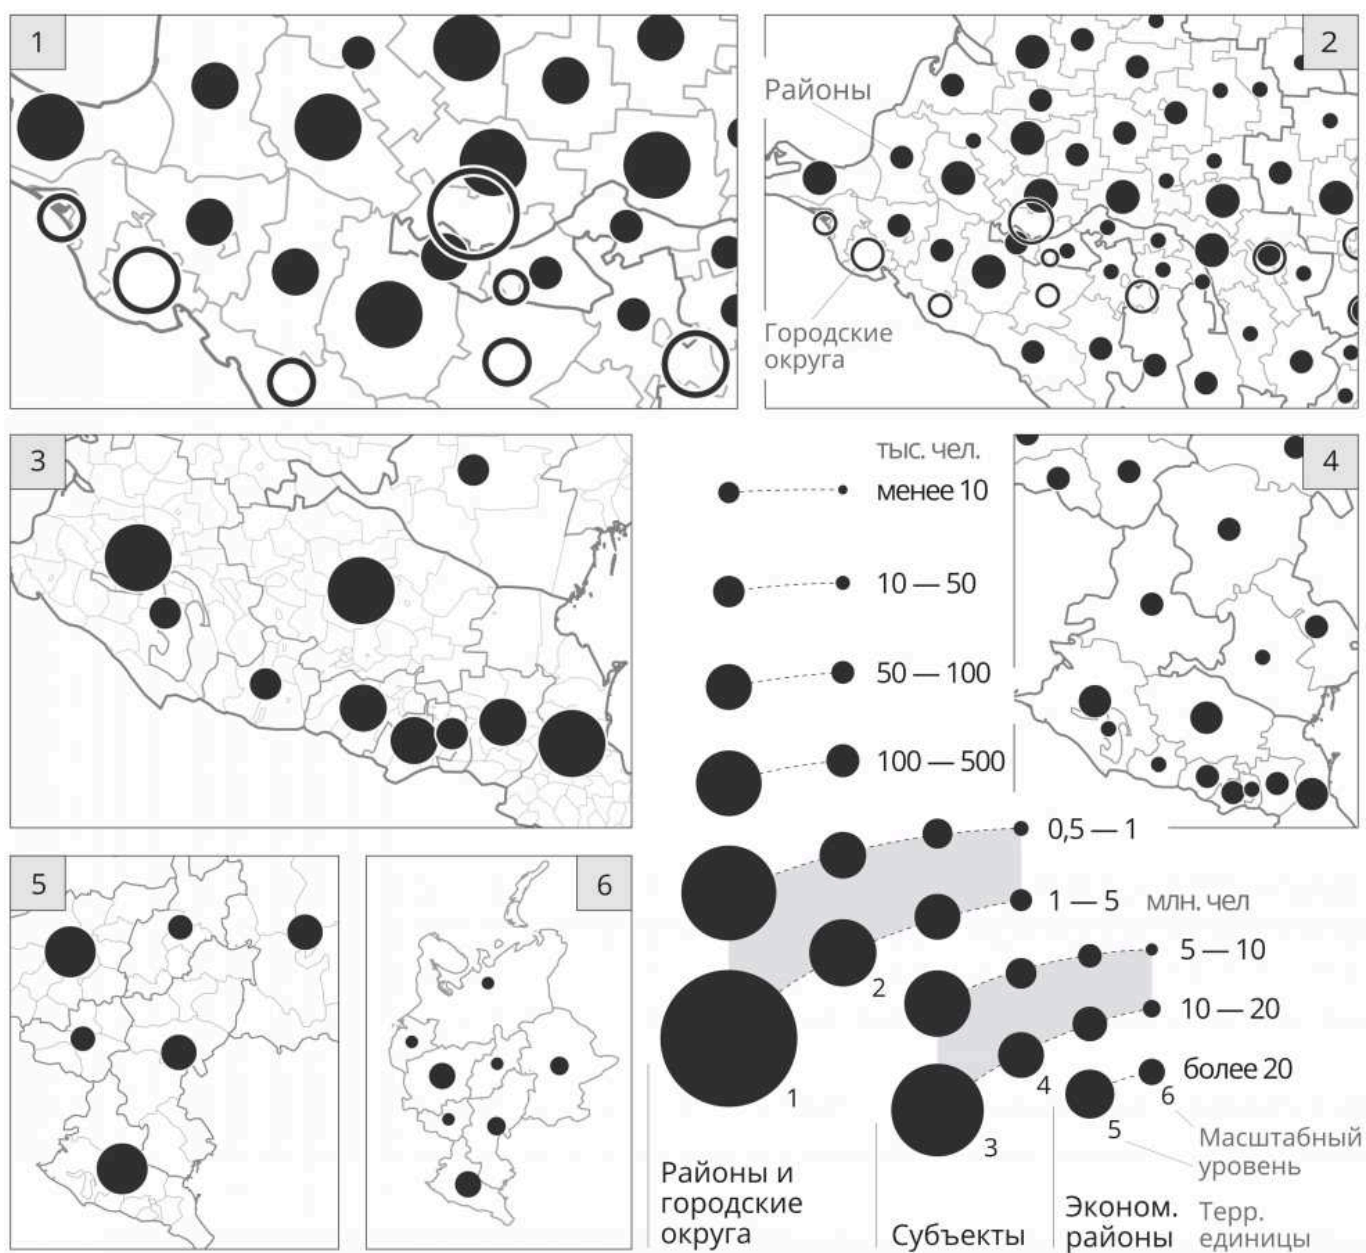 1
2
Районы
Городские
округа
3
4
тыс. чел.
менее 10
10 — 50
50 — 100
100 — 500
0,5 — 1
1 — 5 млн. чел
5 — 10
10 — 20
более 20
5
6
1
2
3
4
5
6
Масштабный
уровень
Районы и
городские
округа
Субъекты
Эконом.
районы
Терр.
единицы